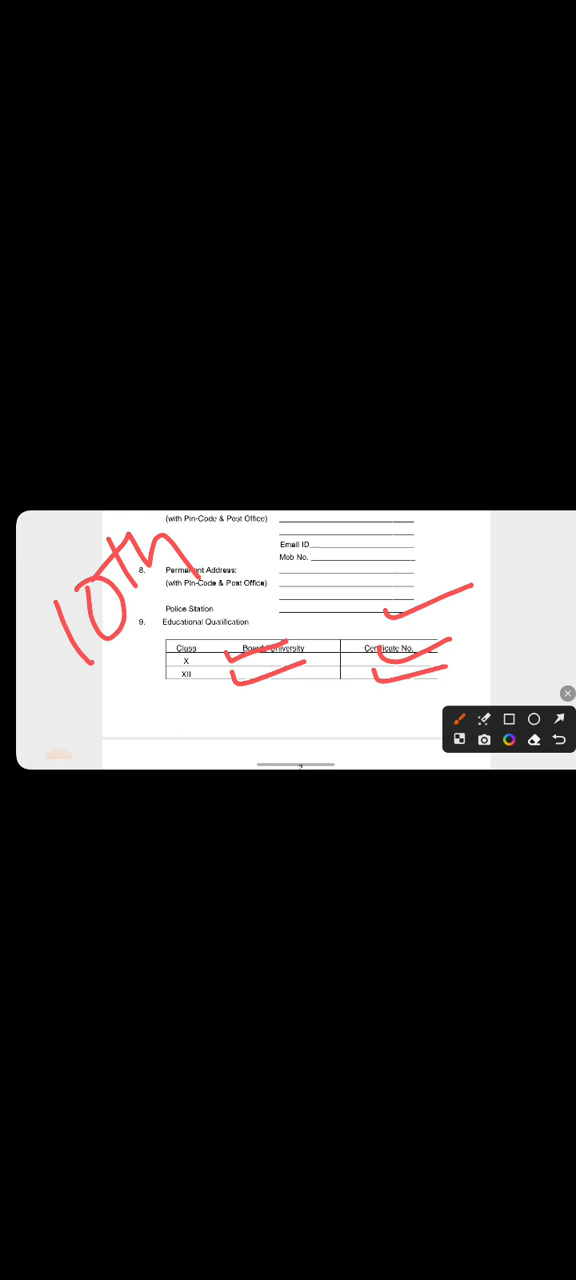 (with Pin-Code & Post Office)
Email ID
Mob No.
10th
8. Permanent Address:
(with Pin-Code & Post Office)
Police Station
9. Educational Qualification
Class Board/University Certificate No.
X
XII